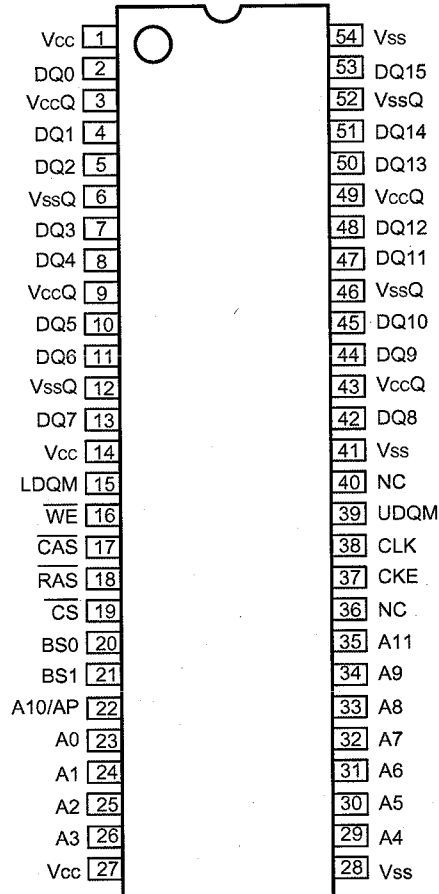 Vcc 1 54 Vss
DQ0 2 53 DQ15
VccQ 3 52 VssQ
DQ1 4 51 DQ14
DQ2 5 50 DQ13
VssQ 6 49 VccQ
DQ3 7 48 DQ12
DQ4 8 47 DQ11
VccQ 9 46 VssQ
DQ5 10 45 DQ10
DQ6 11 44 DQ9
VssQ 12 43 VccQ
DQ7 13 42 DQ8
Vcc 14 41 Vss
LDQM 15 40 NC
W̅E̅ 16 39 UDQM
C̅A̅S̅ 17 38 CLK
R̅A̅S̅ 18 37 CKE
C̅S̅ 19 36 NC
BS0 20 35 A11
BS1 21 34 A9
A10/AP 22 33 A8
A0 23 32 A7
A1 24 31 A6
A2 25 30 A5
A3 26 29 A4
Vcc 27 28 Vss